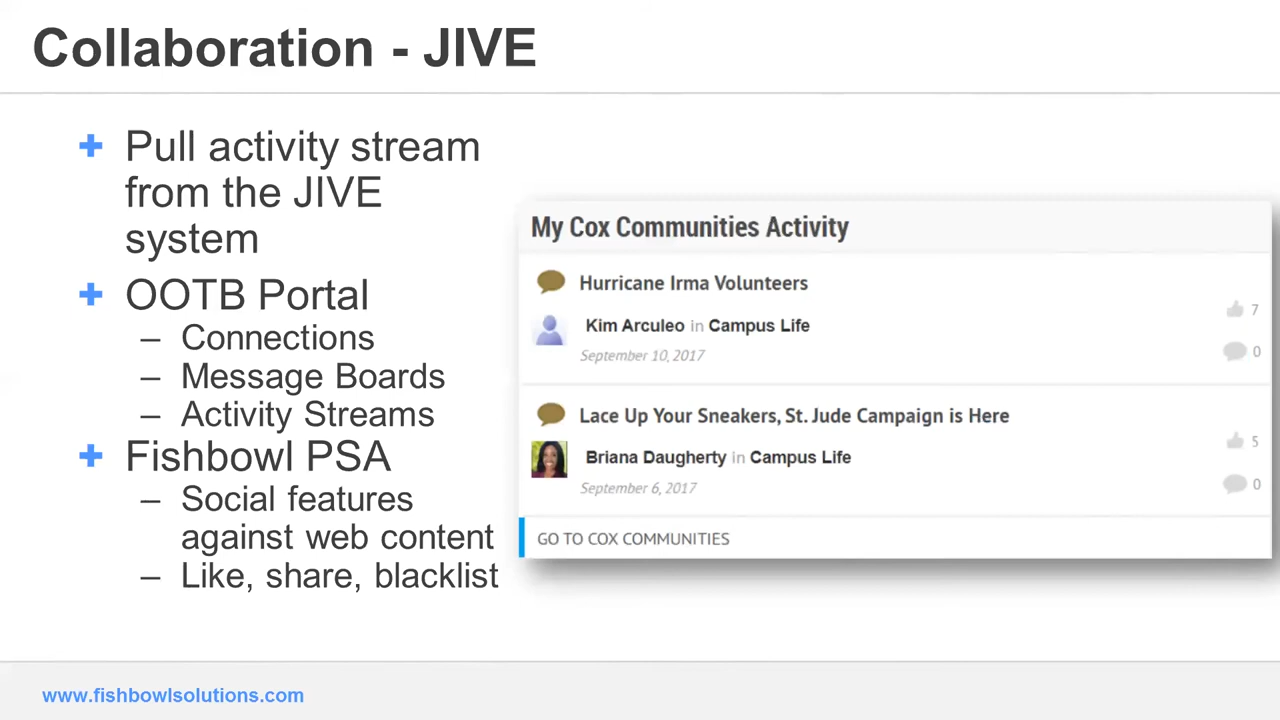 Collaboration - JIVE
Pull activity stream
from the JIVE
system
OOTB Portal
– Connections
– Message Boards
– Activity Streams
Fishbowl PSA
– Social features
against web content
– Like, share, blacklist
My Cox Communities Activity
Hurricane Irma Volunteers
Kim Arculeo in Campus Life
7
September 10, 2017
0
Lace Up Your Sneakers, St. Jude Campaign is Here
5
Briana Daugherty in Campus Life
September 6, 2017
0
GO TO COX COMMUNITIES
www.fishbowlsolutions.com